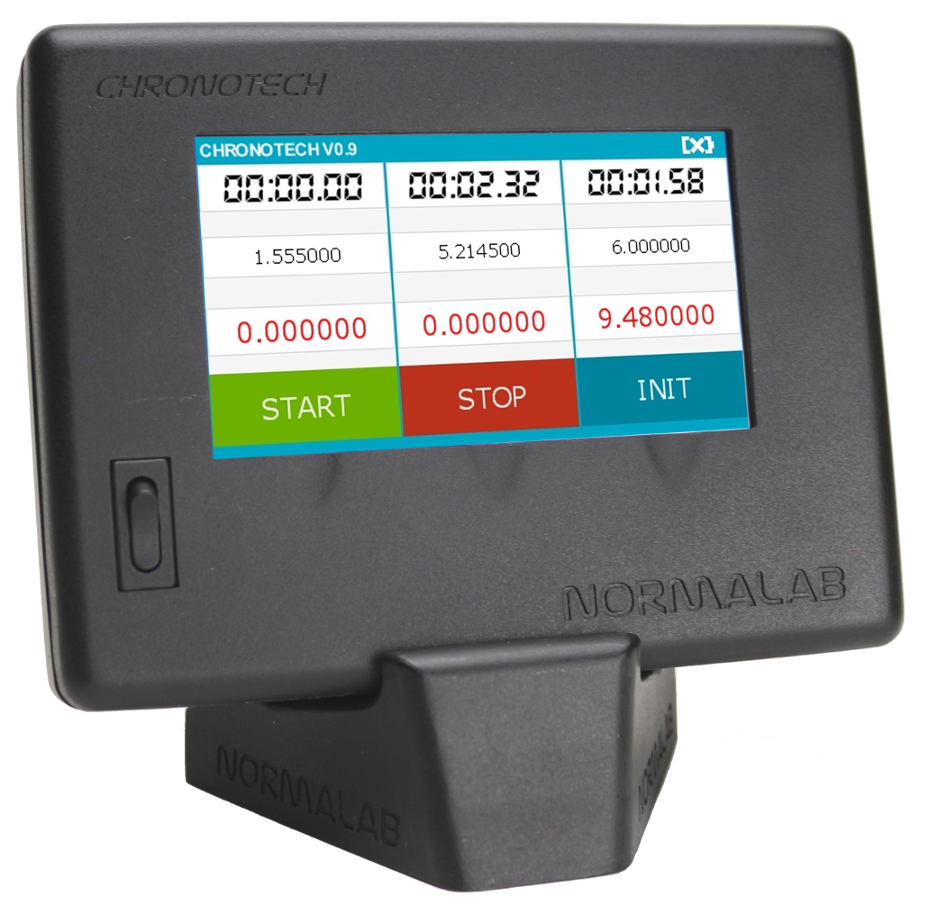 CHRONOTECH
CHRONOTECH V0.9
00:00.00 00:02.32 00:01.58
1.555000 5.214500 6.000000
0.000000 0.000000 9.480000
START STOP INIT
NORMALAB
NORMALAB
NORMALAB